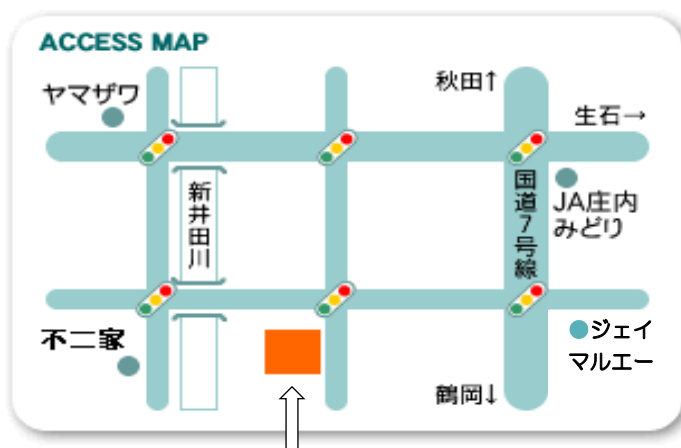 ACCESS MAP
ヤマザワ
秋田↑
生石→
新井田川
国道7号線
JA庄内
みどり
不二家
ジェイ
マルエー
鶴岡↓